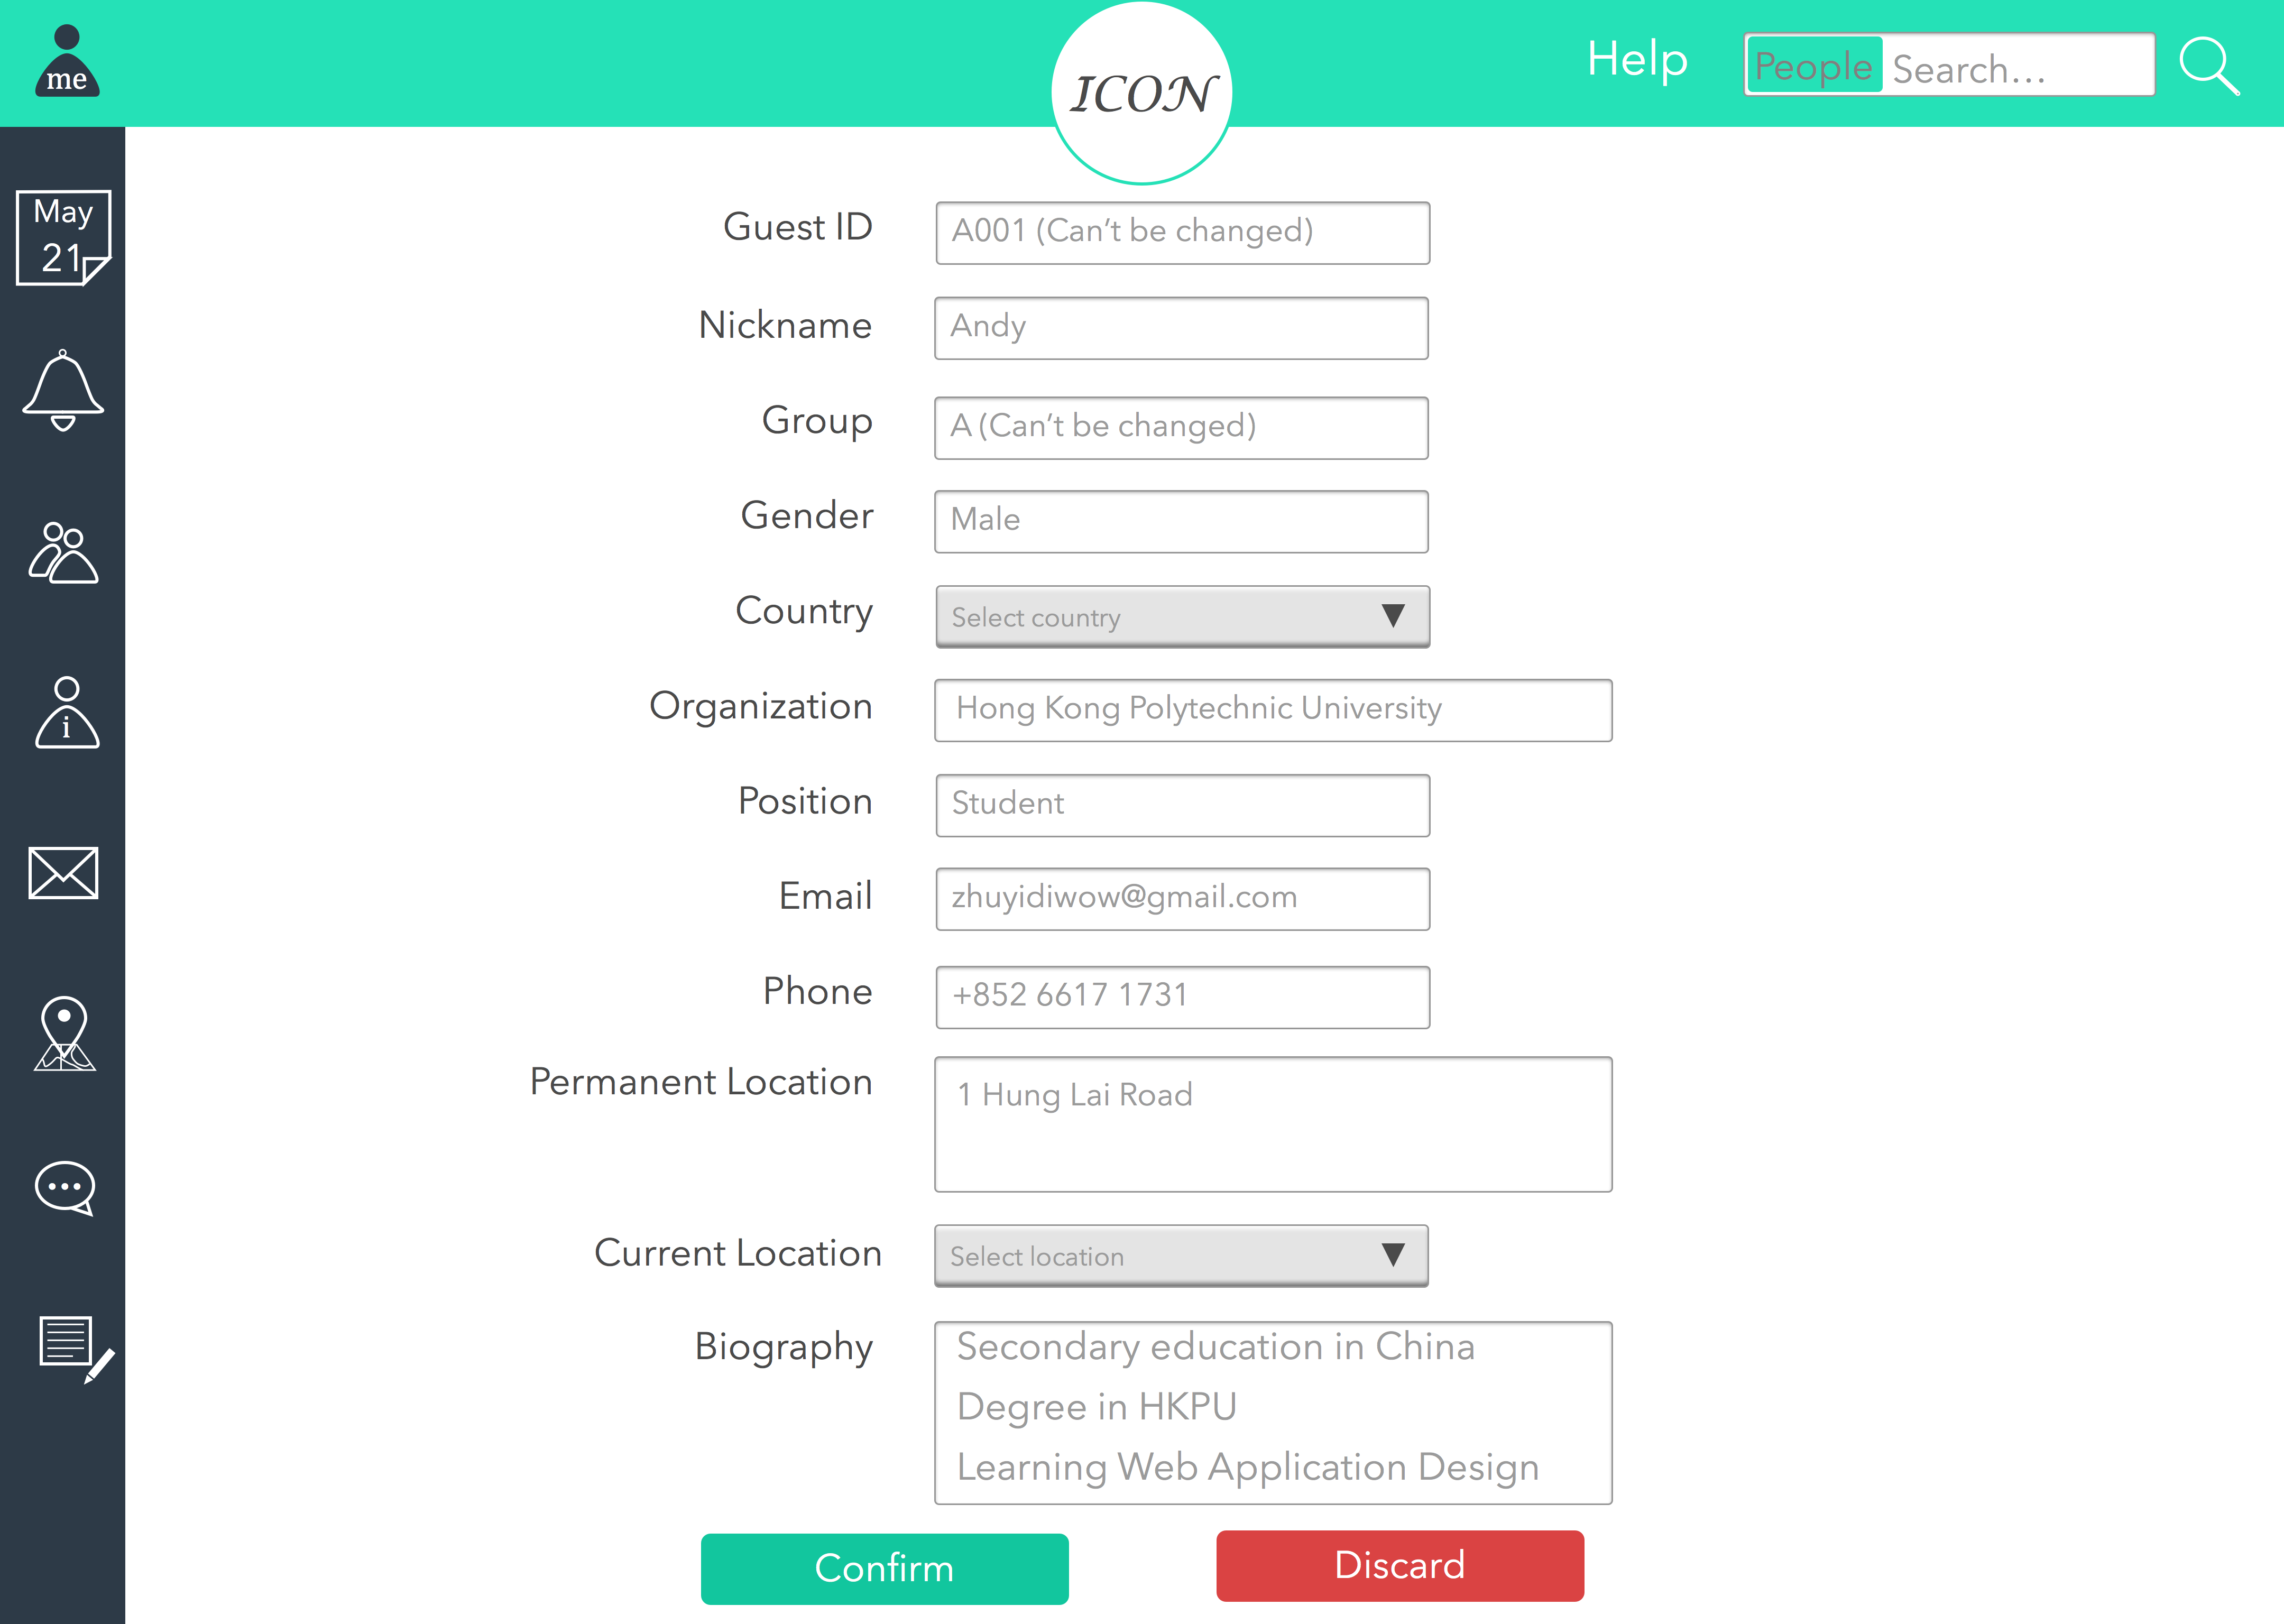 me
ICON
Help
People Search...
May
21
Guest ID A001 (Can’t be changed)
Nickname Andy
Group A (Can’t be changed)
Gender Male
Country Select country
Organization Hong Kong Polytechnic University
i
Position Student
Email zhuyidiwow@gmail.com
Phone +852 6617 1731
Permanent Location 1 Hung Lai Road
Current Location Select location
Biography Secondary education in China
Degree in HKPU
Learning Web Application Design
Confirm Discard